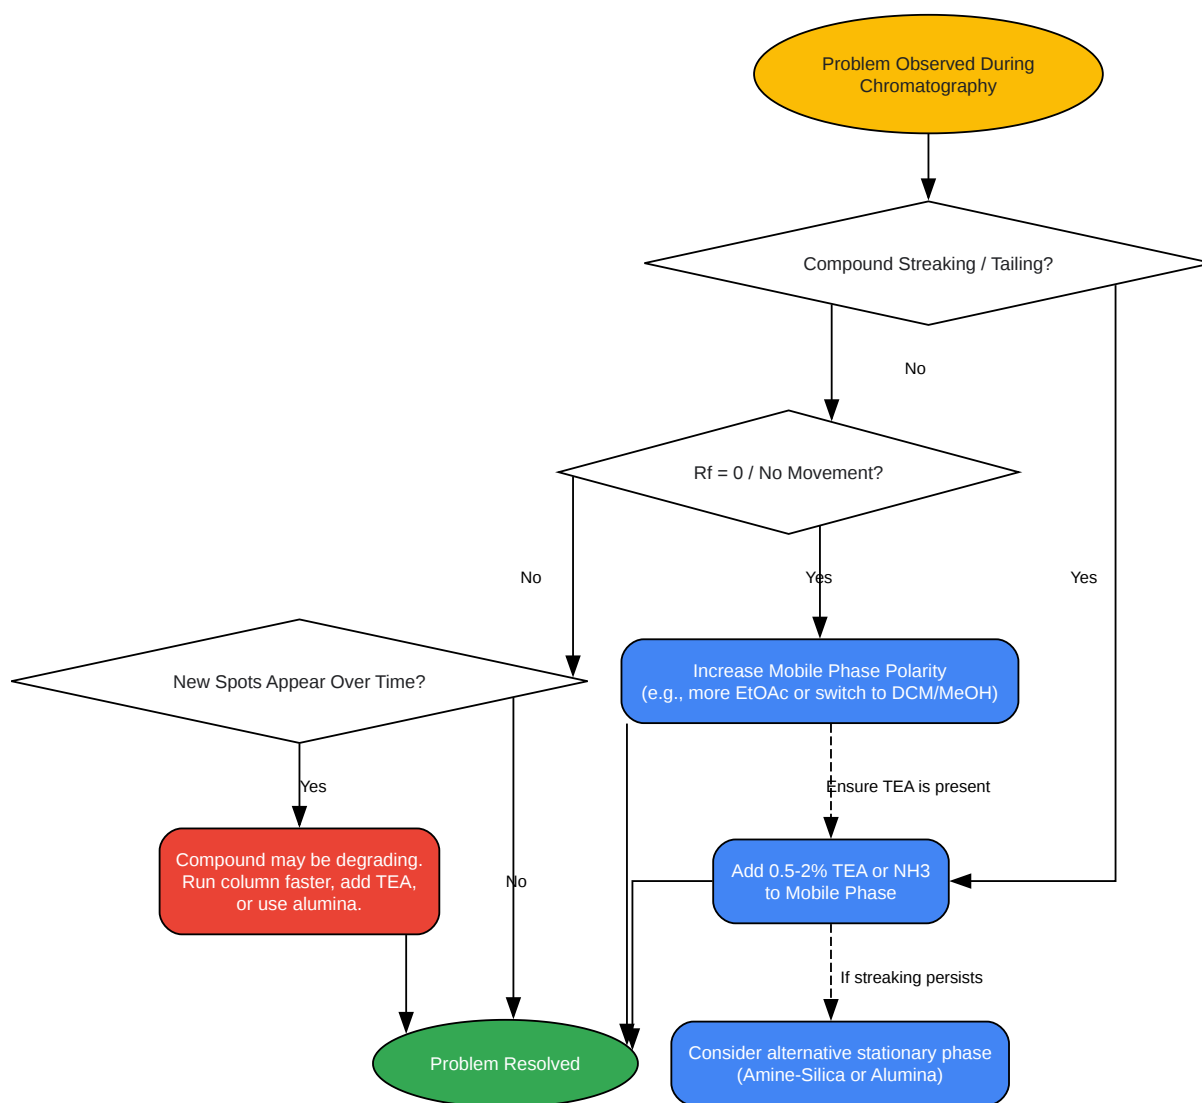 Problem Observed During
Chromatography
Compound Streaking / Tailing?
No
Rf = 0 / No Movement?
No
Yes
Yes
New Spots Appear Over Time?
Increase Mobile Phase Polarity
(e.g., more EtOAc or switch to DCM/MeOH)
Yes
Ensure TEA is present
Compound may be degrading.
Run column faster, add TEA,
or use alumina.
No
Add 0.5-2% TEA or NH3
to Mobile Phase
If streaking persists
Problem Resolved
Consider alternative stationary phase
(Amine-Silica or Alumina)